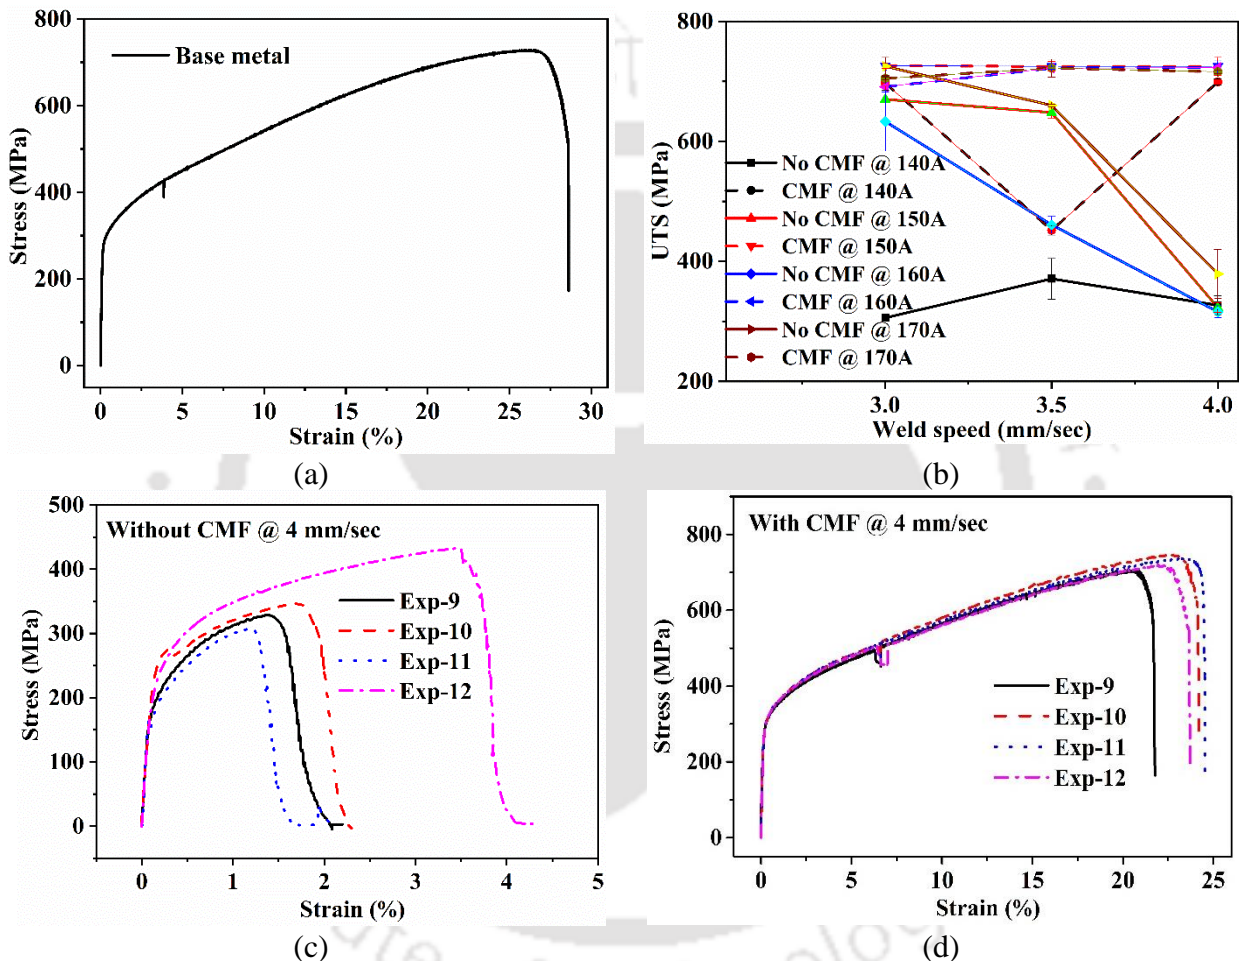 800
600
400
200
0
Stress (MPa)
Base metal
0 5 10 15 20 25 30
Strain (%)
(a)
800
600
400
200
UTS (MPa)
No CMF @ 140A
CMF @ 140A
No CMF @ 150A
CMF @ 150A
No CMF @ 160A
CMF @ 160A
No CMF @ 170A
CMF @ 170A
3.0 3.5 4.0
Weld speed (mm/sec)
(b)
500
400
300
200
100
0
Stress (MPa)
Without CMF @ 4 mm/sec
Exp-9
Exp-10
Exp-11
Exp-12
0 1 2 3 4 5
Strain (%)
(c)
800
600
400
200
0
Stress (MPa)
With CMF @ 4 mm/sec
Exp-9
Exp-10
Exp-11
Exp-12
0 5 10 15 20 25
Strain (%)
(d)